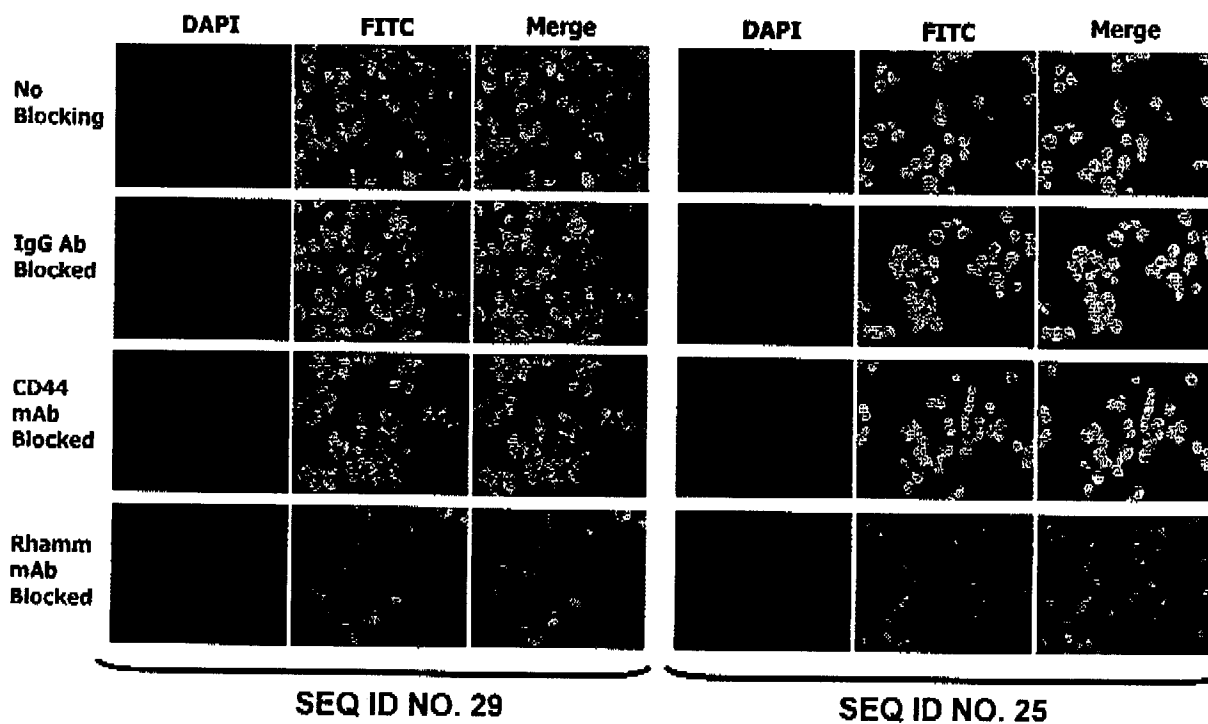 DAPI FITC Merge DAPI FITC Merge
No
Blocking
IgG Ab
Blocked
CD44
mAb
Blocked
Rhamm
mAb
Blocked
SEQ ID NO. 29 SEQ ID NO. 25